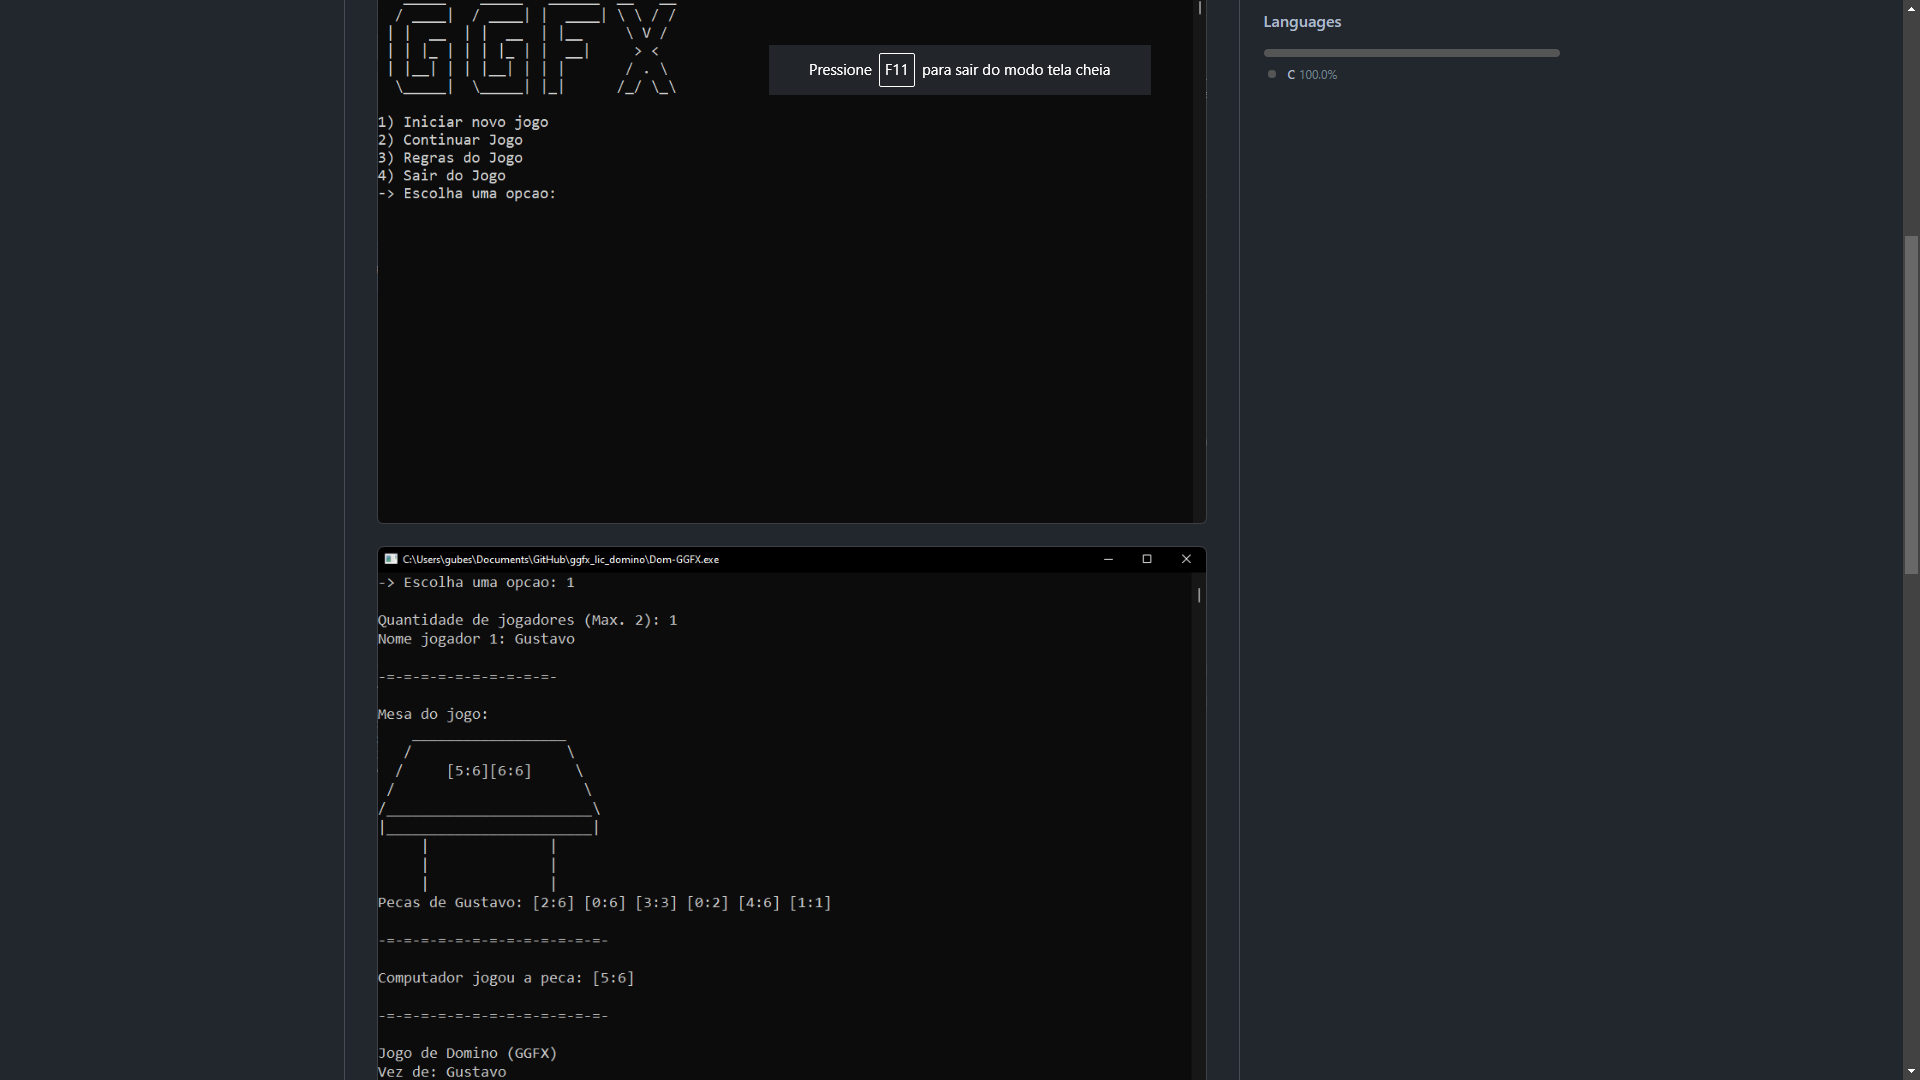 Languages
C 100.0%
Pressione F11 para sair do modo tela cheia
GGFX
1) Iniciar novo jogo
2) Continuar Jogo
3) Regras do Jogo
4) Sair do Jogo
-> Escolha uma opcao:
C:\Users\gubes\Documents\GitHub\ggfx_lic_domino\Dom-GGFX.exe
-> Escolha uma opcao: 1
Quantidade de jogadores (Max. 2): 1
Nome jogador 1: Gustavo
-=-=-=-=-=-=-=-=-=-=-
Mesa do jogo:
[5:6][6:6]
Pecas de Gustavo: [2:6] [0:6] [3:3] [0:2] [4:6] [1:1]
-=-=-=-=-=-=-=-=-=-=-=-=-=-
Computador jogou a peca: [5:6]
-=-=-=-=-=-=-=-=-=-=-=-=-=-
Jogo de Domino (GGFX)
Vez de: Gustavo